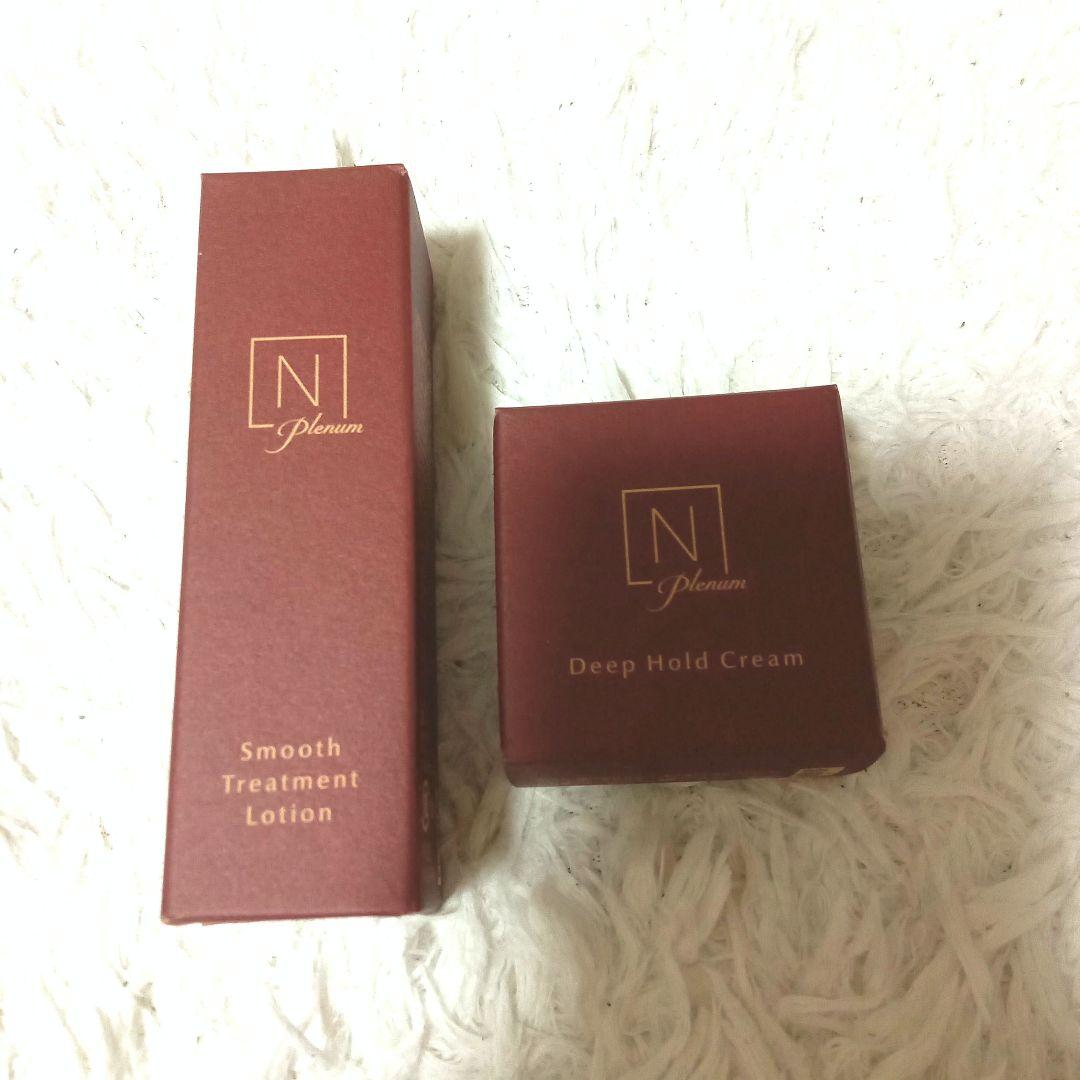 N
Plenum
Smooth
Treatment
Lotion
N
Plenum
Deep Hold Cream